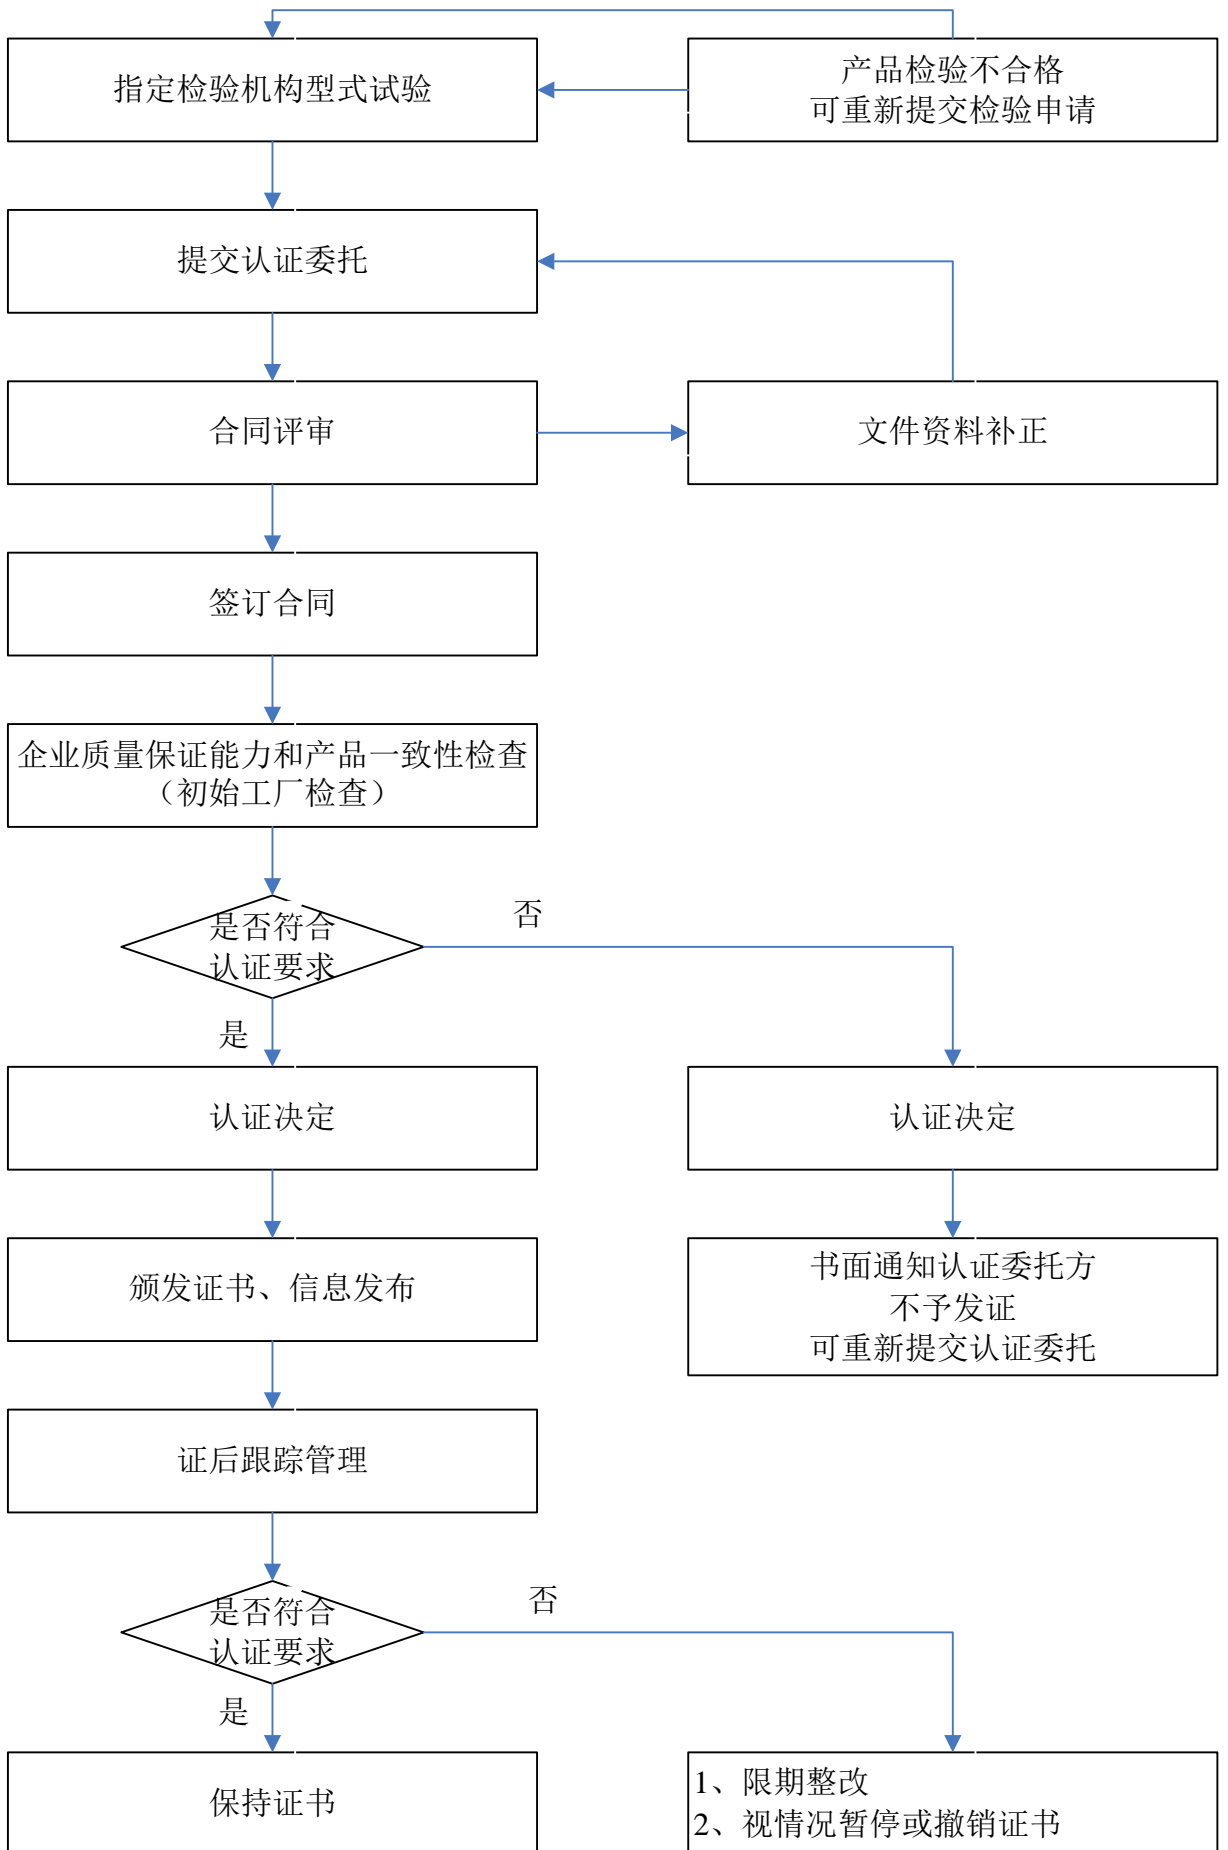 指定检验机构型式试验
产品检验不合格
可重新提交检验申请
提交认证委托
合同评审
文件资料补正
签订合同
企业质量保证能力和产品一致性检查
（初始工厂检查）
是否符合
认证要求
否
是
认证决定
认证决定
颁发证书、信息发布
书面通知认证委托方
不予发证
可重新提交认证委托
证后跟踪管理
是否符合
认证要求
否
是
保持证书
1、限期整改
2、视情况暂停或撤销证书